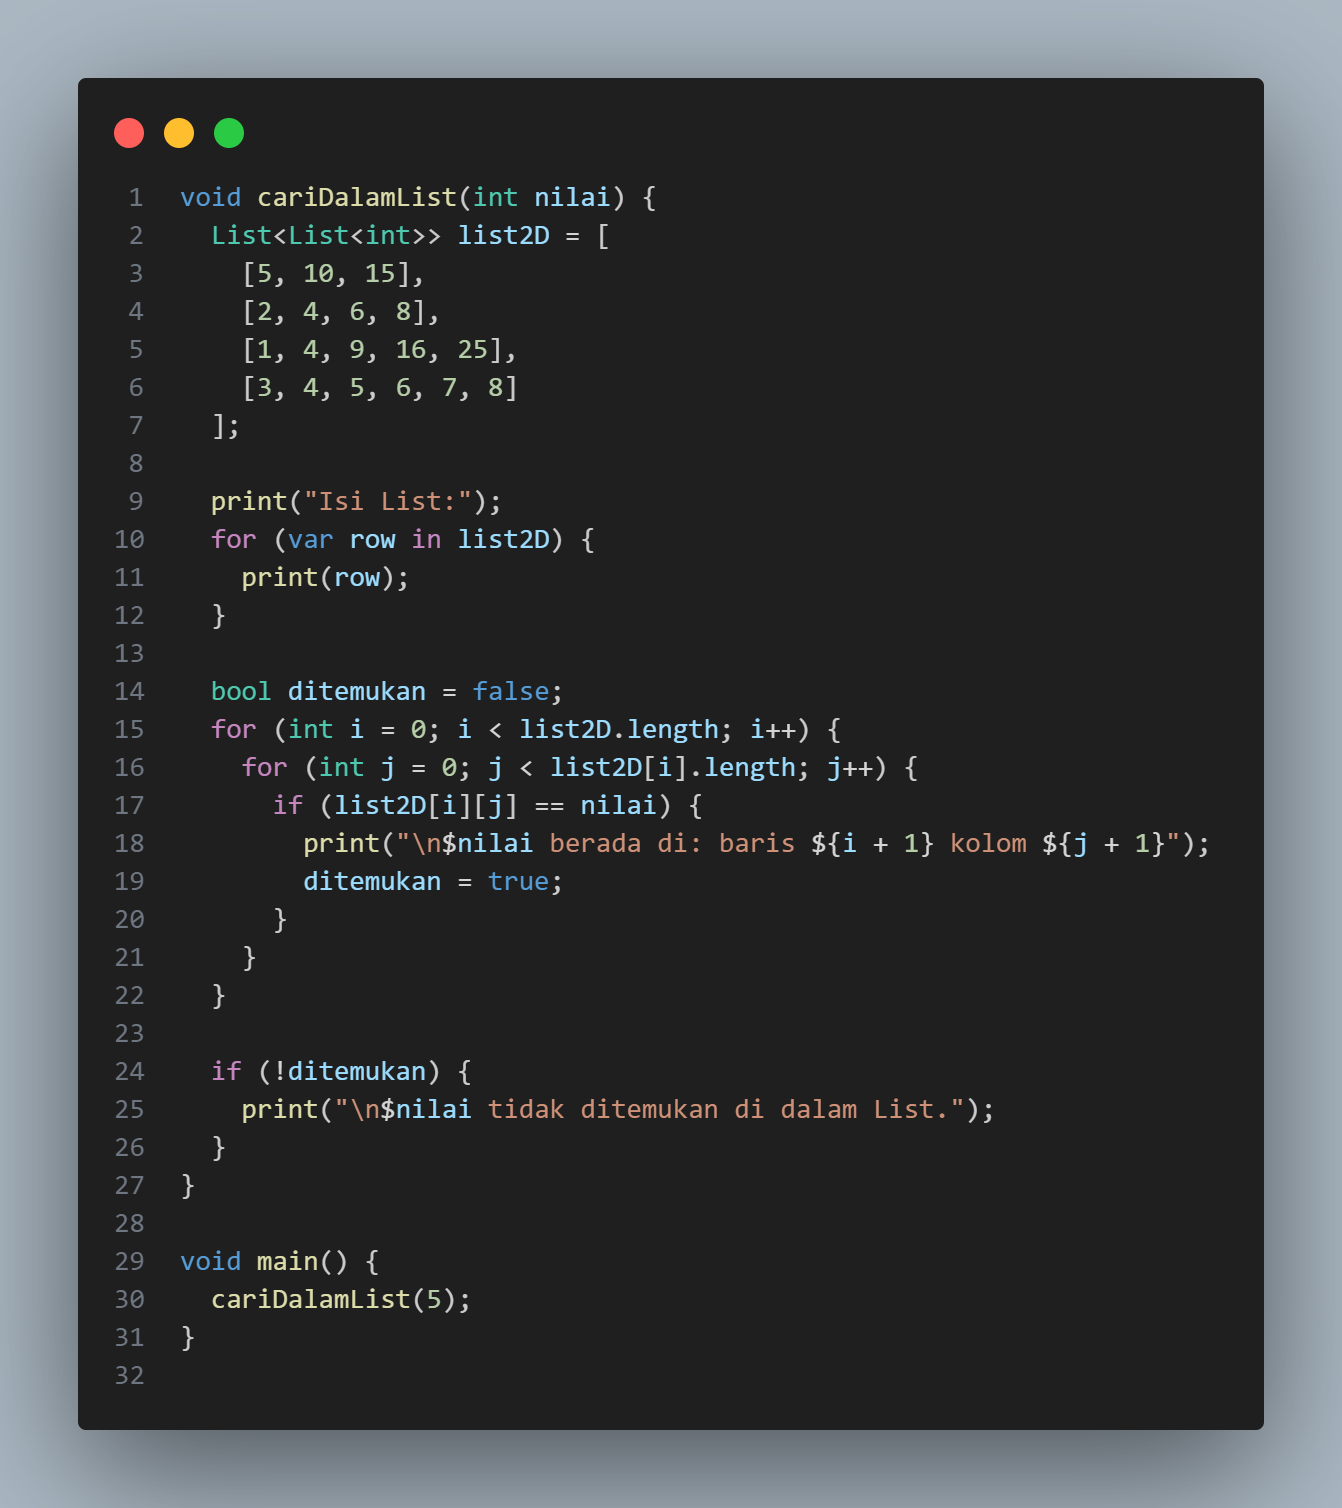 1 void cariDalamList(int nilai) {
2   List<List<int>> list2D = [
3     [5, 10, 15],
4     [2, 4, 6, 8],
5     [1, 4, 9, 16, 25],
6     [3, 4, 5, 6, 7, 8]
7   ];
8
9   print("Isi List:");
10   for (var row in list2D) {
11     print(row);
12   }
13
14   bool ditemukan = false;
15   for (int i = 0; i < list2D.length; i++) {
16     for (int j = 0; j < list2D[i].length; j++) {
17       if (list2D[i][j] == nilai) {
18         print("\n$nilai berada di: baris ${i + 1} kolom ${j + 1}");
19         ditemukan = true;
20       }
21     }
22   }
23
24   if (!ditemukan) {
25     print("\n$nilai tidak ditemukan di dalam List.");
26   }
27 }
28
29 void main() {
30   cariDalamList(5);
31 }
32